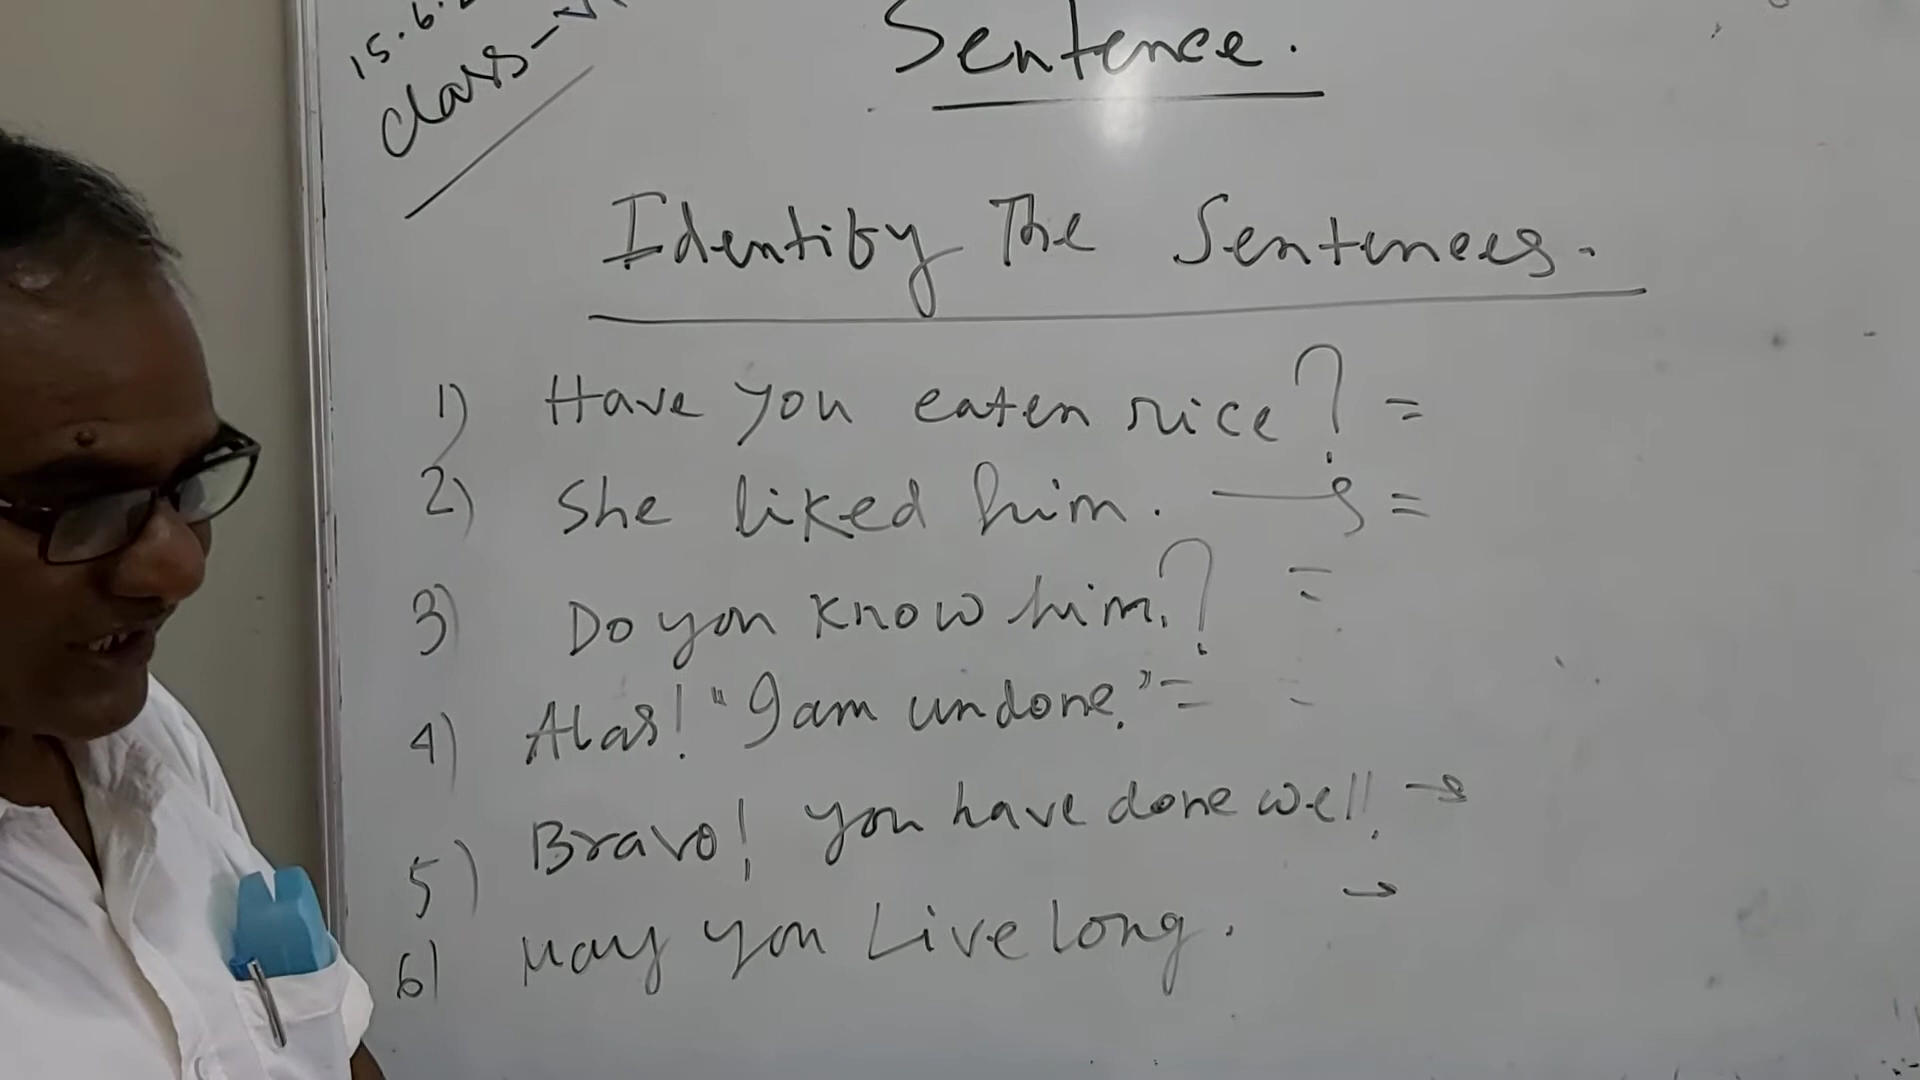 15.6.
class-
Sentence.
Identify The Sentences.
1) Have you eaten rice? =
2) She liked him. =
3) Do you know him.? =
4) Alas! "I am undone." =
5) Bravo! you have done well. →
6) May you Live long. →